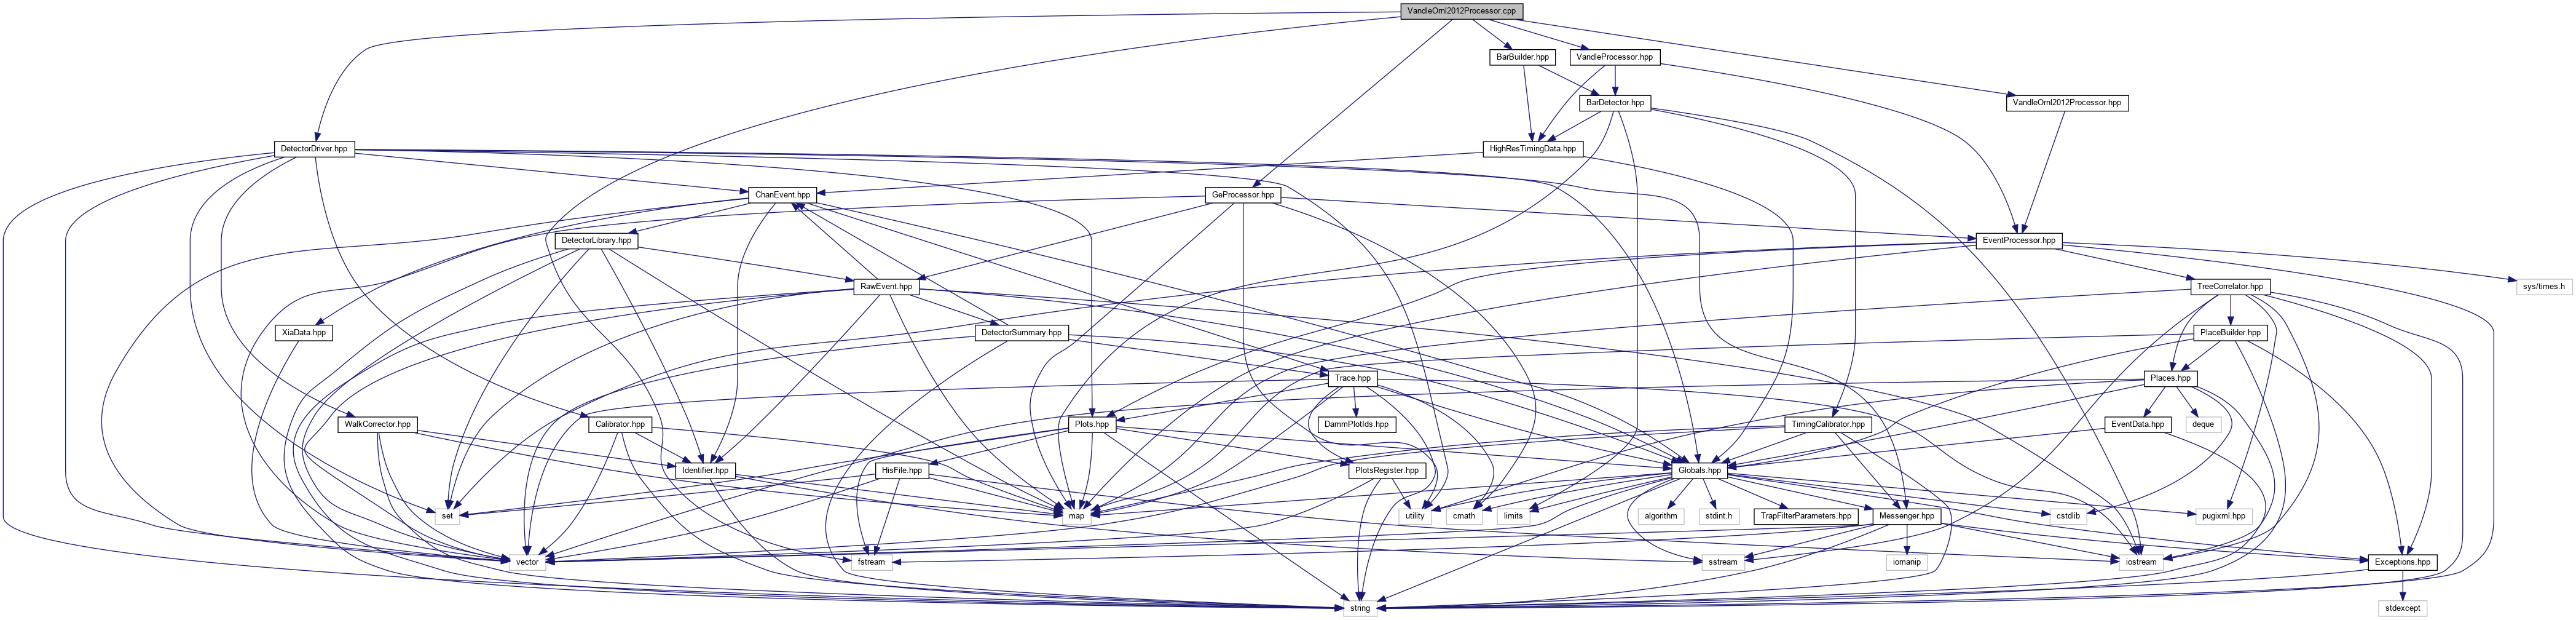 VandleOrnl2012Processor.cpp
BarBuilder.hpp
VandleProcessor.hpp
BarDetector.hpp
VandleOrnl2012Processor.hpp
DetectorDriver.hpp
HighResTimingData.hpp
ChanEvent.hpp
GeProcessor.hpp
DetectorLibrary.hpp
EventProcessor.hpp
RawEvent.hpp
TreeCorrelator.hpp
sys/times.h
XiaData.hpp
DetectorSummary.hpp
PlaceBuilder.hpp
Trace.hpp
Places.hpp
WalkCorrector.hpp
Calibrator.hpp
Plots.hpp
DammPlotIds.hpp
TimingCalibrator.hpp
EventData.hpp
deque
Identifier.hpp
HisFile.hpp
PlotsRegister.hpp
Globals.hpp
set
map
utility
cmath
limits
algorithm
stdint.h
TrapFilterParameters.hpp
Messenger.hpp
cstdlib
pugixml.hpp
vector
fstream
sstream
iomanip
iostream
Exceptions.hpp
string
stdexcept